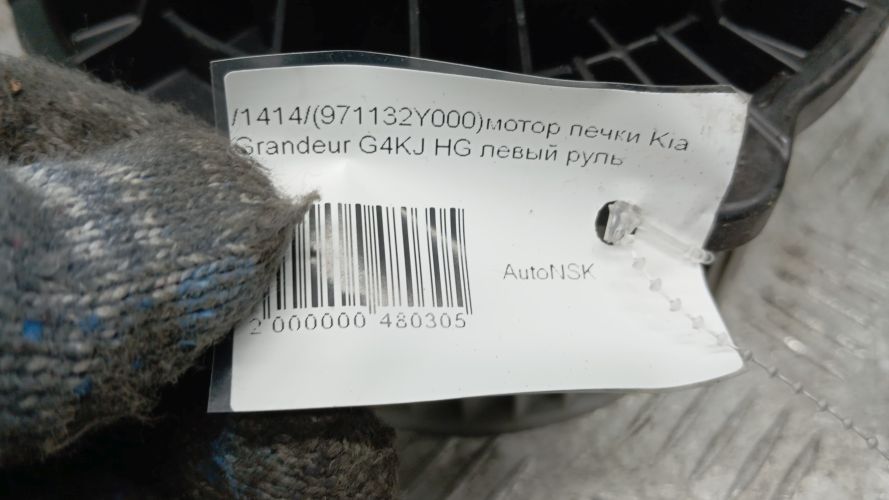 /1414/(971132Y000)мотор печки Kia
Grandeur G4KJ HG левый руль
AutoNSK
2 000000 480305